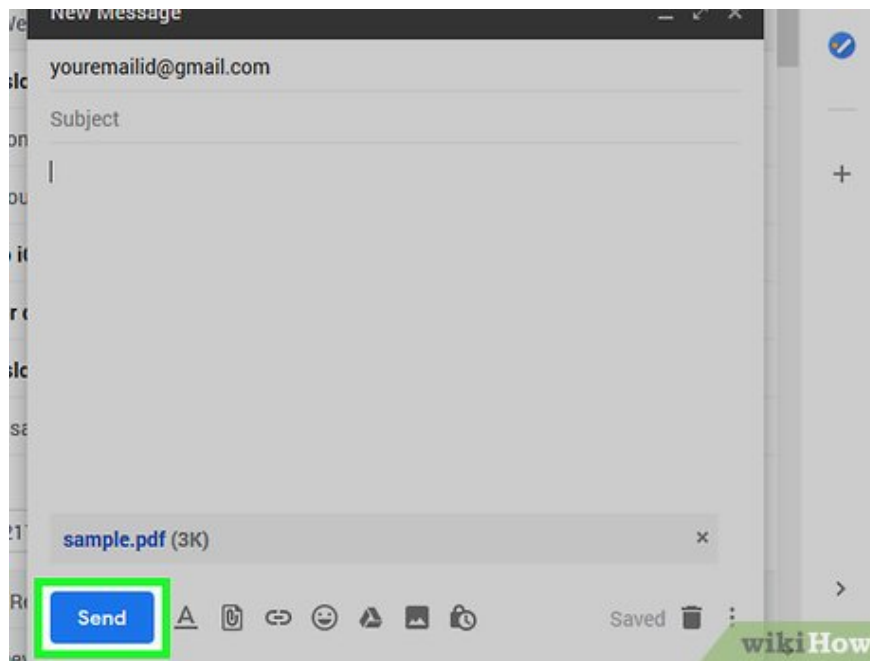 New Message
youremailid@gmail.com
Subject
sample.pdf (3K)
Send
Saved
wikiHow